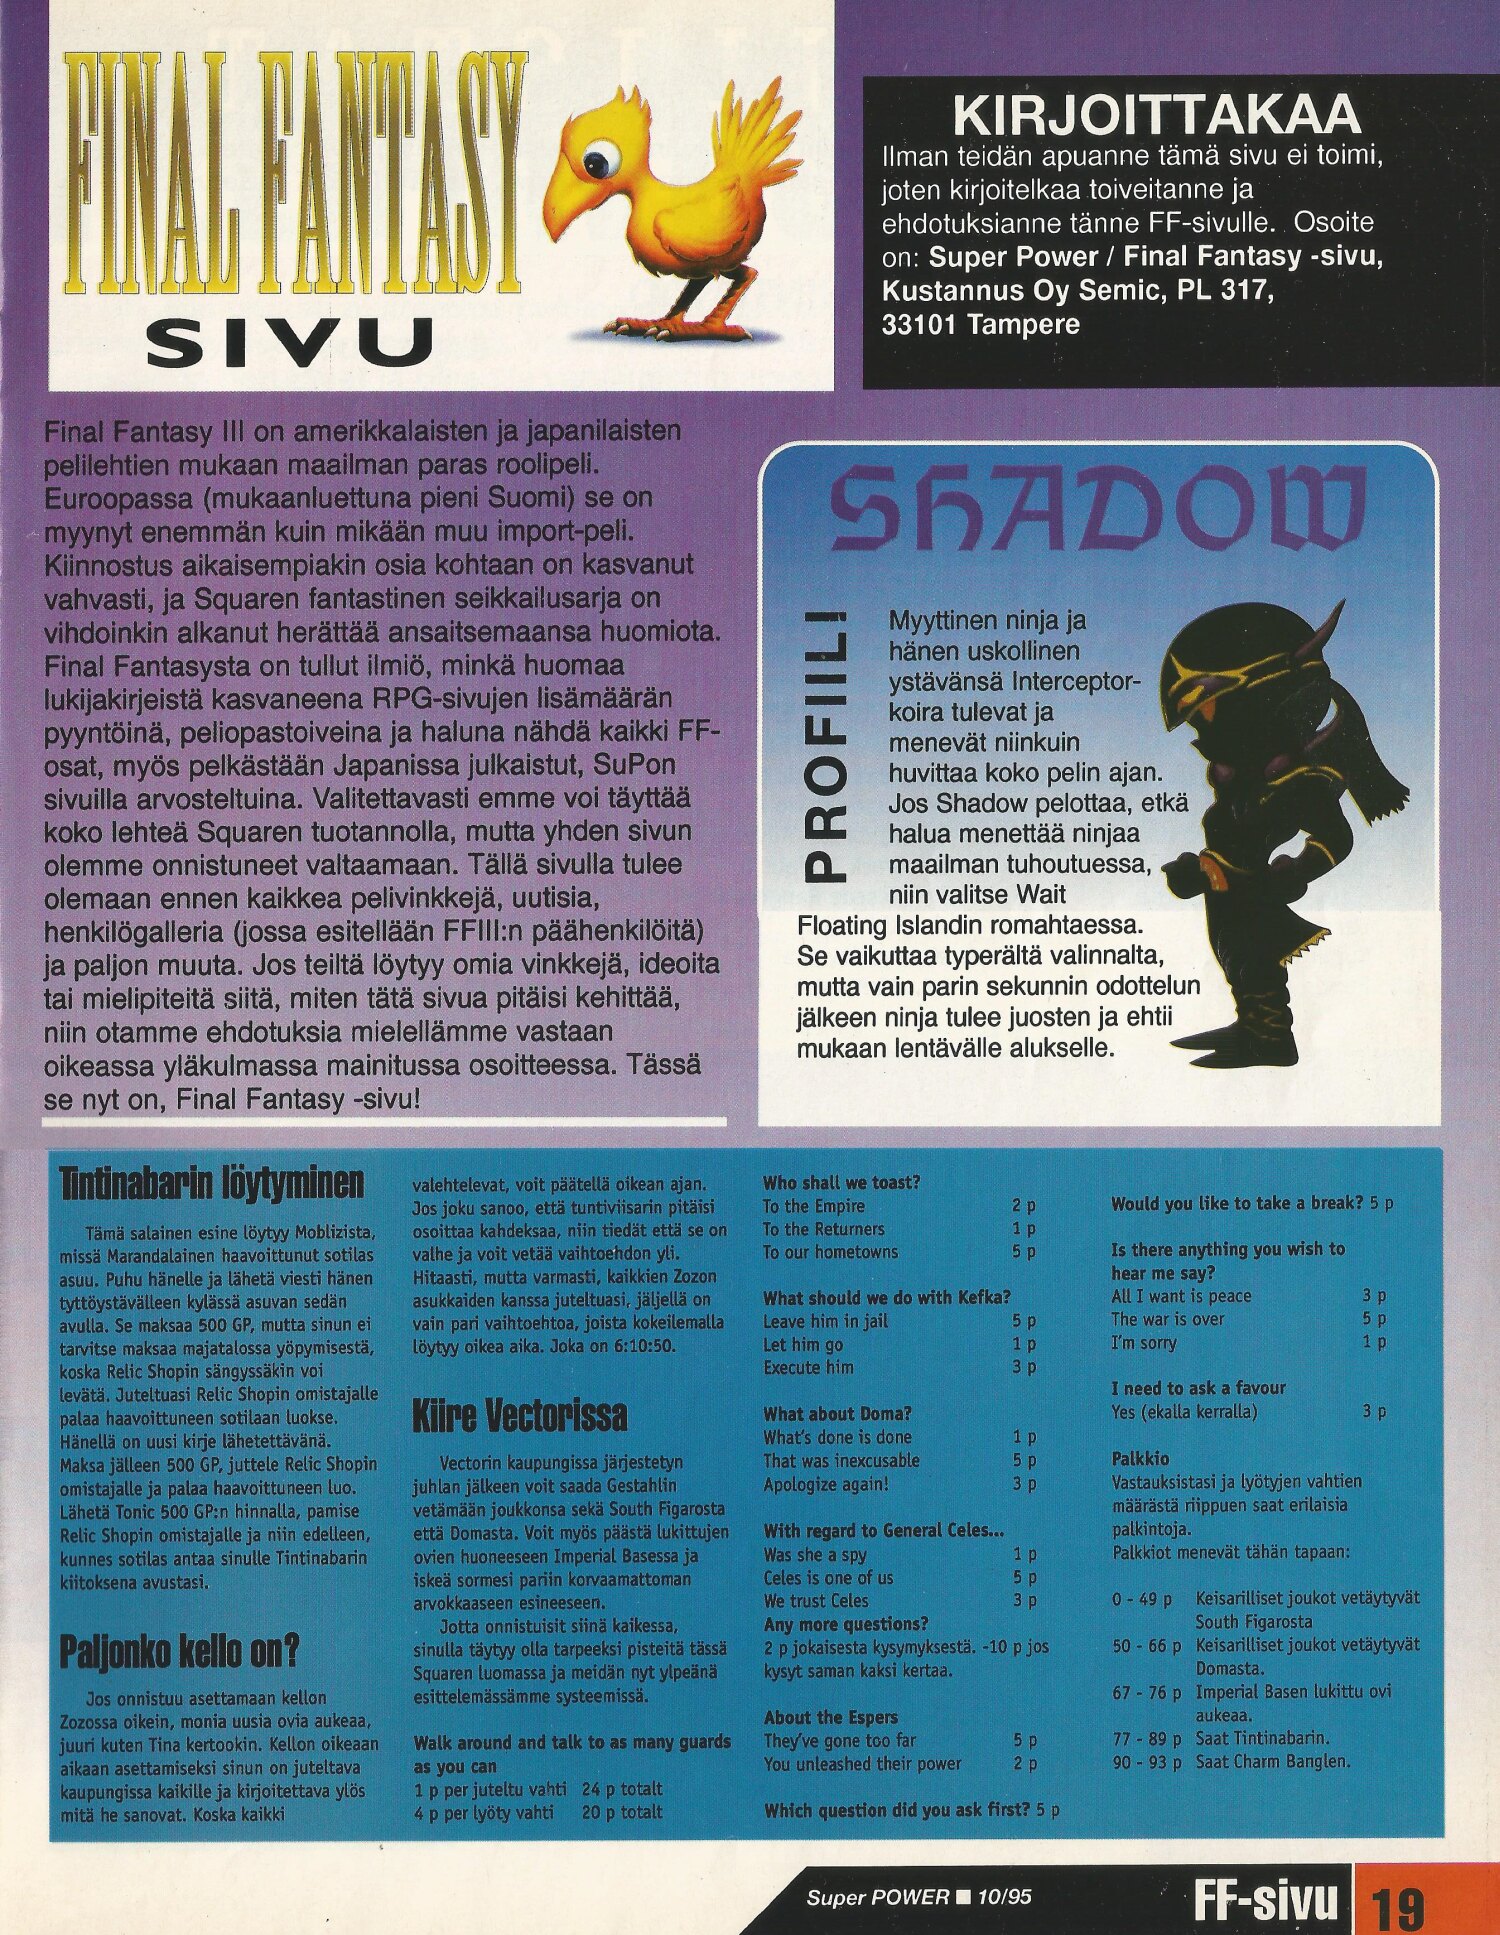 FINAL FANTASY
SIVU
KIRJOITTAKAA
Ilman teidän apuanne tämä sivu ei toimi,
joten kirjoitelkaa toiveitanne ja
ehdotuksianne tänne FF-sivulle. Osoite
on: Super Power / Final Fantasy -sivu,
Kustannus Oy Semic, PL 317,
33101 Tampere
Final Fantasy III on amerikkalaisten ja japanilaisten
pelilehtien mukaan maailman paras roolipeli.
Euroopassa (mukaanluettuna pieni Suomi) se on
myynyt enemmän kuin mikään muu import-peli.
Kiinnostus aikaisempiakin osia kohtaan on kasvanut
vahvasti, ja Squaren fantastinen seikkailusarja on
vihdoinkin alkanut herättää ansaitsemaansa huomiota.
Final Fantasysta on tullut ilmiö, minkä huomaa
lukijakirjeistä kasvaneena RPG-sivujen lisämäärän
pyyntöinä, peliopastoiveina ja haluna nähdä kaikki FF-
osat, myös pelkästään Japanissa julkaistut, SuPon
sivuilla arvosteltuina. Valitettavasti emme voi täyttää
koko lehteä Squaren tuotannolla, mutta yhden sivun
olemme onnistuneet valtaamaan. Tällä sivulla tulee
olemaan ennen kaikkea pelivinkkejä, uutisia,
henkilögalleria (jossa esitellään FFIII:n päähenkilöitä)
ja paljon muuta. Jos teiltä löytyy omia vinkkejä, ideoita
tai mielipiteitä siitä, miten tätä sivua pitäisi kehittää,
niin otamme ehdotuksia mielellämme vastaan
oikeassa yläkulmassa mainitussa osoitteessa. Tässä
se nyt on, Final Fantasy -sivu!
SHADOW
PROFIILI
Myyttinen ninja ja
hänen uskollinen
ystävänsä Interceptor-
koira tulevat ja
menevät niinkuin
huvittaa koko pelin ajan.
Jos Shadow pelottaa, etkä
halua menettää ninjaa
maailman tuhoutuessa,
niin valitse Wait
Floating Islandin romahtaessa.
Se vaikuttaa typerältä valinnalta,
mutta vain parin sekunnin odottelun
jälkeen ninja tulee juosten ja ehtii
mukaan lentävälle alukselle.
Tintinabarin löytyminen
Tämä salainen esine löytyy Moblizista,
missä Marandalainen haavoittunut sotilas
asuu. Puhu hänelle ja lähetä viesti hänen
tyttöystävälleen kylässä asuvan sedän
avulla. Se maksaa 500 GP, mutta sinun ei
tarvitse maksaa majatalossa yöpymisestä,
koska Relic Shopin sängyssäkin voi
levätä. Juteltuasi Relic Shopin omistajalle
palaa haavoittuneen sotilaan luokse.
Hänellä on uusi kirje lähetettävänä.
Maksa jälleen 500 GP, juttele Relic Shopin
omistajalle ja palaa haavoittuneen luo.
Lähetä Tonic 500 GP:n hinnalla, pamise
Relic Shopin omistajalle ja niin edelleen,
kunnes sotilas antaa sinulle Tintinabarin
kiitoksena avustasi.
Paljonko kello on?
Jos onnistuu asettamaan kellon
Zozossa oikein, monia uusia ovia aukeaa,
juuri kuten Tina kertookin. Kellon oikeaan
aikaan asettamiseksi sinun on juteltava
kaupungissa kaikille ja kirjoitettava ylös
mitä he sanovat. Koska kaikki
valehtelevat, voit päätellä oikean ajan.
Jos joku sanoo, että tuntiviisarin pitäisi
osoittaa kahdeksaa, niin tiedät että se on
valhe ja voit vetää vaihtoehdon yli.
Hitaasti, mutta varmasti, kaikkien Zozon
asukkaiden kanssa juteltuasi, jäljellä on
vain pari vaihtoehtoa, joista kokeilemalla
löytyy oikea aika. Joka on 6:10:50.
Kiire Vectorissa
Vectorin kaupungissa järjestetyn
juhlan jälkeen voit saada Gestahlin
vetämään joukkonsa sekä South Figarosta
että Domasta. Voit myös päästä lukittujen
ovien huoneeseen Imperial Basessa ja
iskeä sormesi pariin korvaamattoman
arvokkaaseen esineeseen.
Jotta onnistuisit siinä kaikessa,
sinulla täytyy olla tarpeeksi pisteitä tässä
Squaren luomassa ja meidän nyt ylpeänä
esittelemässämme systeemissä.
Walk around and talk to as many guards
as you can
1 p per juteltu vahti 24 p totalt
4 p per lyöty vahti 20 p totalt
Who shall we toast?
To the Empire 2 p
To the Returners 1 p
To our hometowns 5 p
What should we do with Kefka?
Leave him in jail 5 p
Let him go 1 p
Execute him 3 p
What about Doma?
What's done is done 1 p
That was inexcusable 5 p
Apologize again! 3 p
With regard to General Celes...
Was she a spy 1 p
Celes is one of us 5 p
We trust Celes 3 p
Any more questions?
2 p jokaisesta kysymyksestä. -10 p jos
kysyt saman kaksi kertaa.
About the Espers
They've gone too far 5 p
You unleashed their power 2 p
Which question did you ask first? 5 p
Would you like to take a break? 5 p
Is there anything you wish to
hear me say?
All I want is peace 3 p
The war is over 5 p
I'm sorry 1 p
I need to ask a favour
Yes (ekalla kerralla) 3 p
Palkkio
Vastauksistasi ja lyötyjen vahtien
määrästä riippuen saat erilaisia
palkintoja.
Palkkiot menevät tähän tapaan:
0 - 49 p Keisarilliset joukot vetäytyvät
South Figarosta
50 - 66 p Keisarilliset joukot vetäytyvät
Domasta.
67 - 76 p Imperial Basen lukittu ovi
aukeaa.
77 - 89 p Saat Tintinabarin.
90 - 93 p Saat Charm Banglen.
Super POWER ■ 10/95
FF-sivu
19